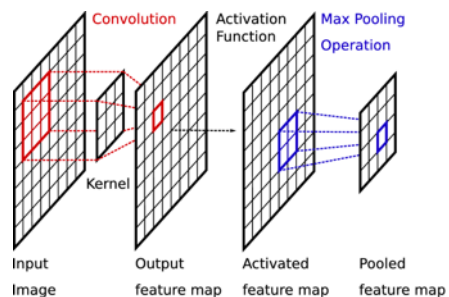 Convolution
Activation
Function
Max Pooling
Operation
Kernel
Input
Image
Output
feature map
Activated
feature map
Pooled
feature map